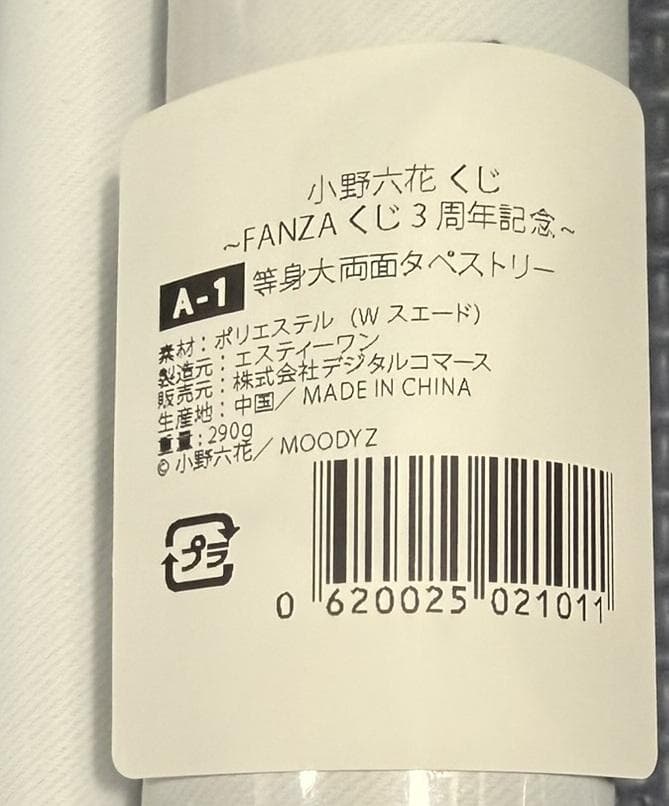 小野六花 くじ
~FANZA くじ 3 周年記念~
A-1 等身大両面タペストリー
素材：ポリエステル（W スエード）
製造元：エスティーワン
販売元：株式会社デジタルコマース
生産地：中国／ MADE IN CHINA
重量：290g
© 小野六花／ MOODYZ
プラ
0 620025 021011